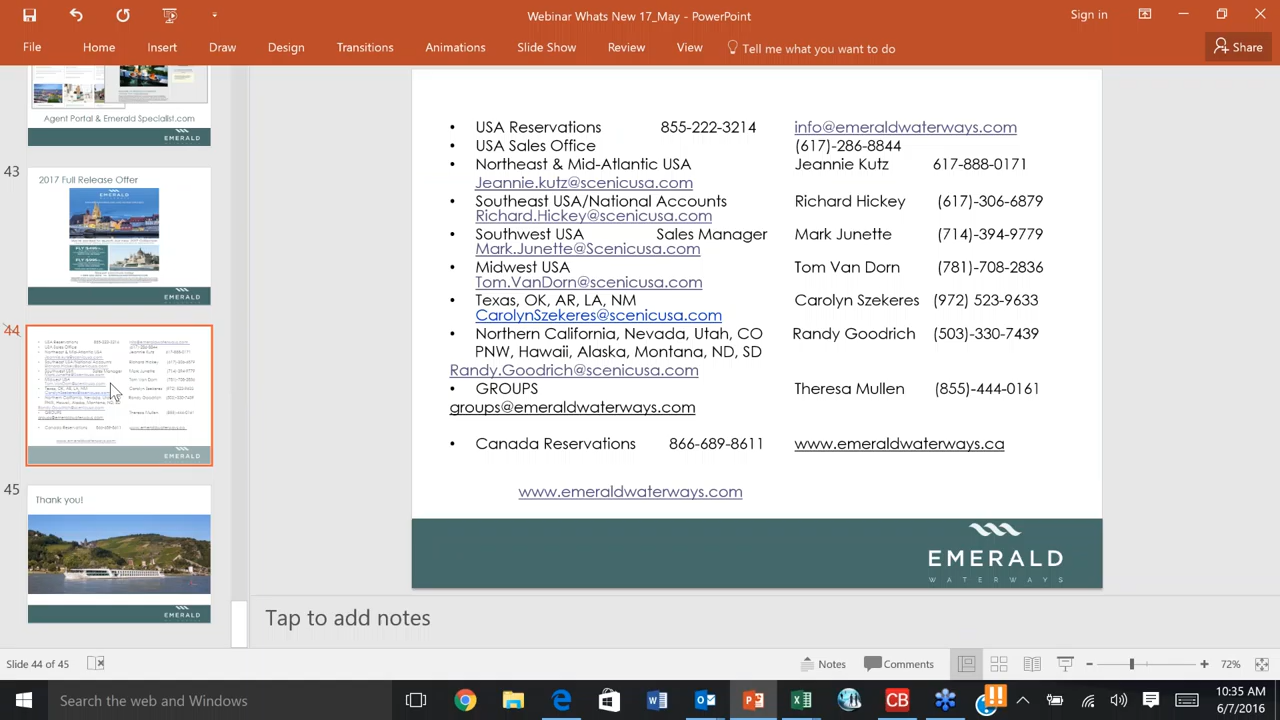 Webinar Whats New 17_May - PowerPoint
Sign in
File Home Insert Draw Design Transitions Animations Slide Show Review View Tell me what you want to do Share
Agent Portal & Emerald Specialist.com
EMERALD
43
2017 Full Release Offer
EMERALD
44
EMERALD
45
Thank you!
EMERALD
• USA Reservations 855-222-3214 info@emeraldwaterways.com
USA Sales Office (617)-286-8844
• Northeast & Mid-Atlantic USA Jeannie Kutz 617-888-0171
Jeannie.kutz@scenicusa.com
• Southeast USA/National Accounts Richard Hickey (617)-306-6879
Richard.Hickey@scenicusa.com
• Southwest USA Sales Manager Mark Junette (714)-394-9779
Mark.Junette@Scenicusa.com
• Midwest USA Tom Van Dorn (781)-708-2836
Tom.VanDorn@scenicusa.com
• Texas, OK, AR, LA, NM Carolyn Szekeres (972) 523-9633
CarolynSzekeres@scenicusa.com
• Northern California, Nevada, Utah, CO Randy Goodrich (503)-330-7439
PNW, Hawaii, Alaska, Montana, ND, SD
Randy.Goodrich@scenicusa.com
• GROUPS Theresa Mullen (855)-444-0161
groups@emeraldwaterways.com
• Canada Reservations 866-689-8611 www.emeraldwaterways.ca
www.emeraldwaterways.com
EMERALD
WATERWAYS
Tap to add notes
Slide 44 of 45 Notes Comments 72%
Search the web and Windows
CB
10:35 AM
6/7/2016